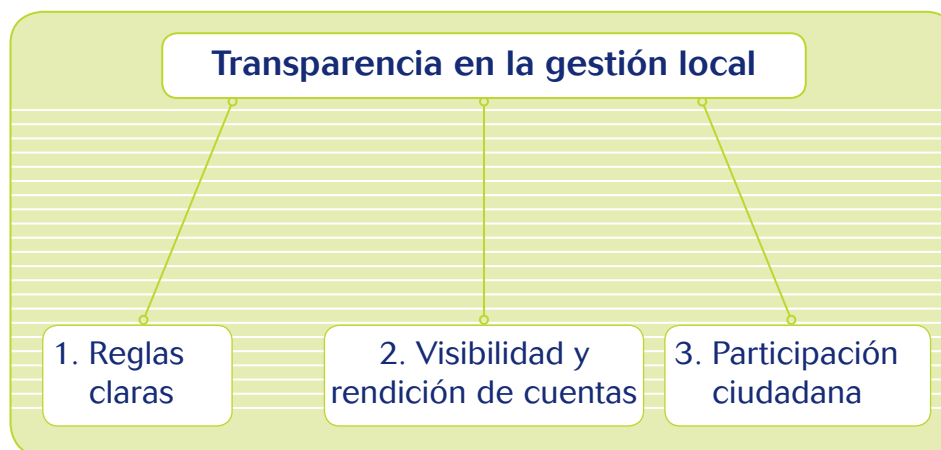 Transparencia en la gestión local
1. Reglas
claras
2. Visibilidad y
rendición de cuentas
3. Participación
ciudadana